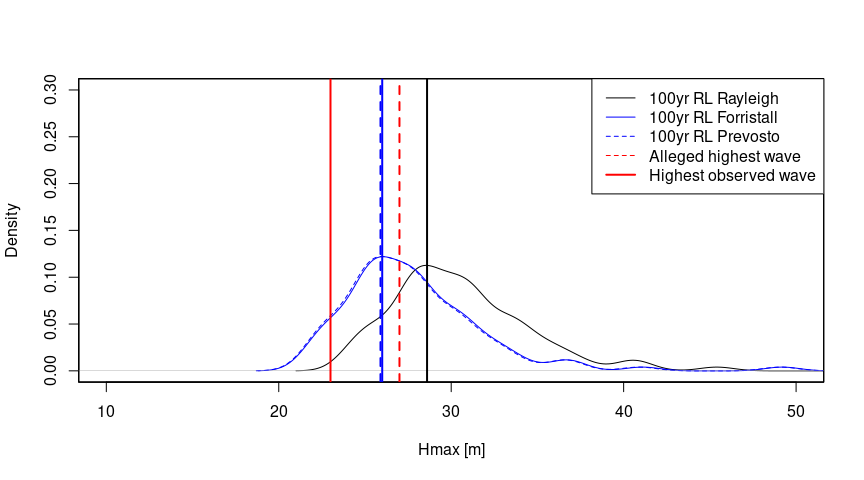 0.30
0.25
0.20
0.15
0.10
0.05
0.00
Density
100yr RL Rayleigh
100yr RL Forristall
100yr RL Prevosto
Alleged highest wave
Highest observed wave
10 20 30 40 50
Hmax [m]